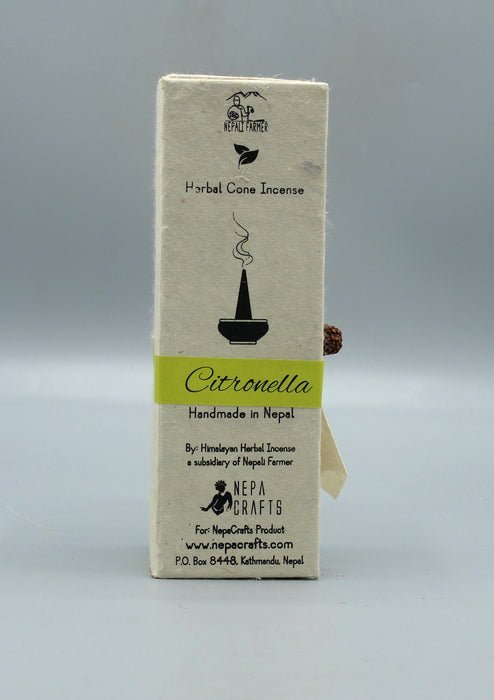 NEPALI FARMER
Herbal Cone Incense
Citronella
Handmade in Nepal
By: Himalayan Herbal Incense
a subsidiary of Nepali Farmer
NEPA
CRAFTS
For: NepaCrafts Product
www.nepacrafts.com
P.O. Box 8448, Kathmandu, Nepal